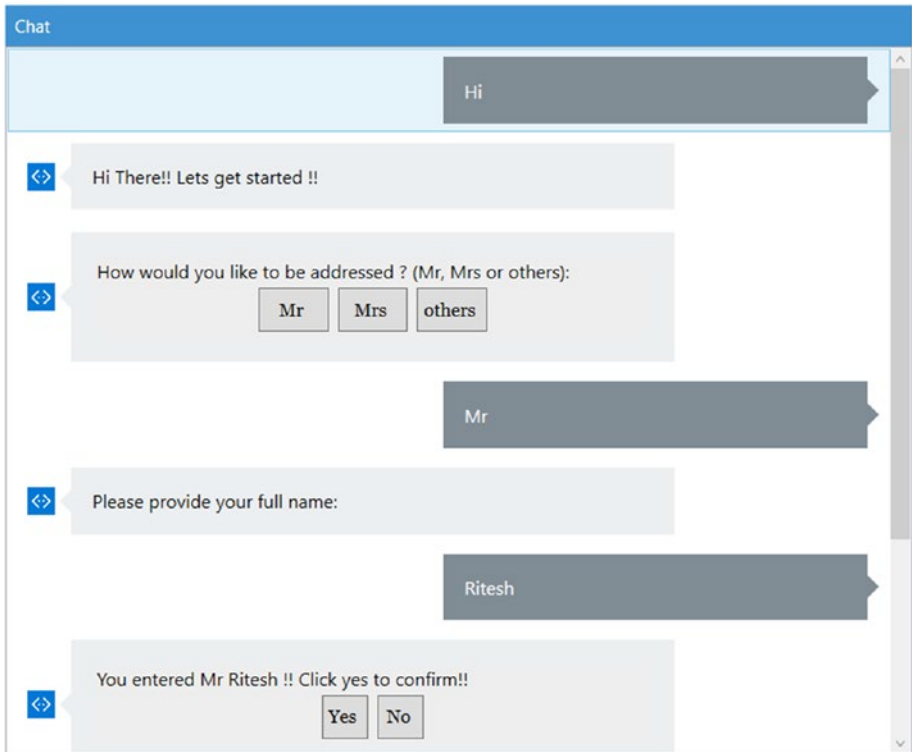 Chat
Hi
Hi There!! Lets get started !!
How would you like to be addressed ? (Mr, Mrs or others):
Mr Mrs others
Mr
Please provide your full name:
Ritesh
You entered Mr Ritesh !! Click yes to confirm!!
Yes No